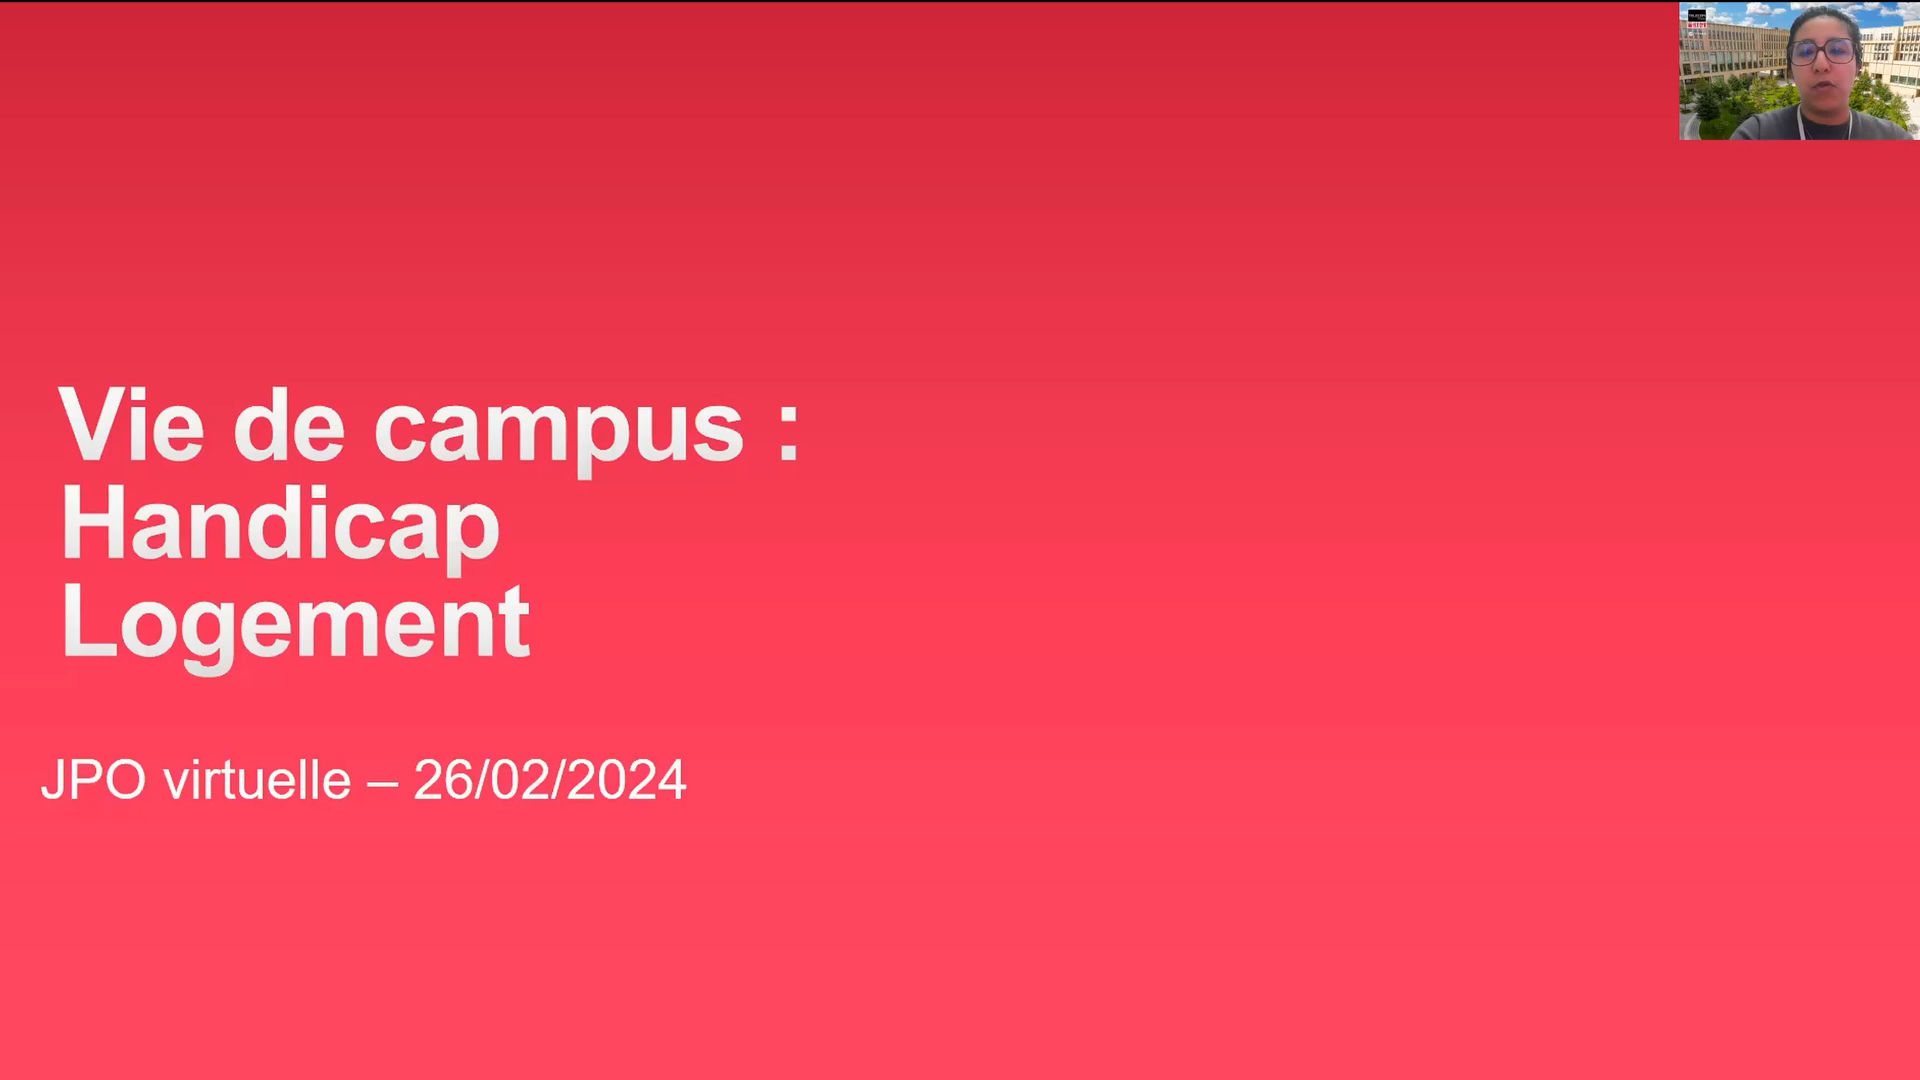 Vie de campus :
Handicap
Logement
JPO virtuelle – 26/02/2024